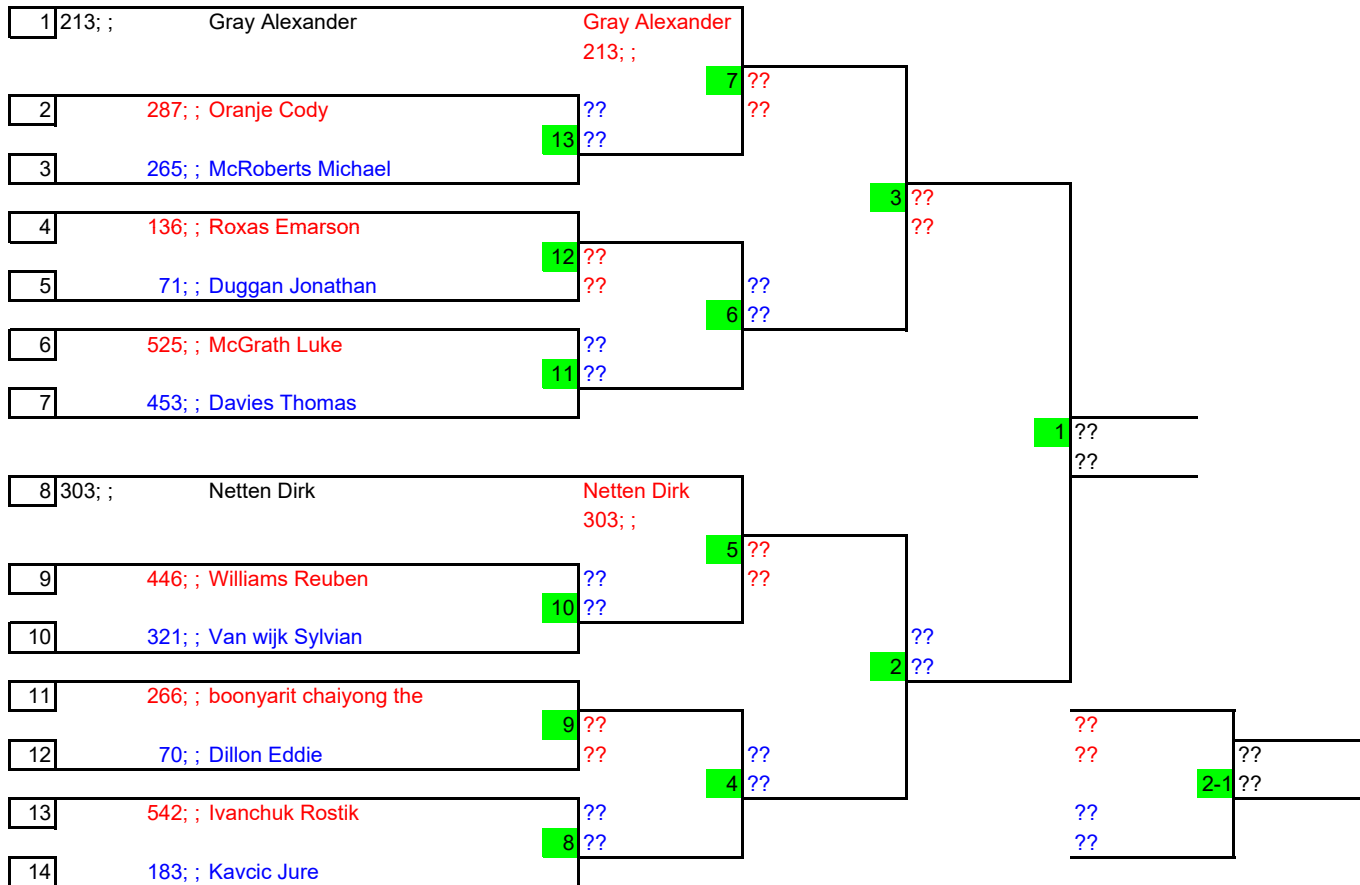 1 213; ; Gray Alexander Gray Alexander
213; ;
7 ??
2 287; ; Oranje Cody ?? ??
13 ??
3 265; ; McRoberts Michael
3 ??
4 136; ; Roxas Emarson ??
12 ??
5 71; ; Duggan Jonathan ?? ??
6 ??
6 525; ; McGrath Luke ??
11 ??
7 453; ; Davies Thomas
1 ??
??
8 303; ; Netten Dirk Netten Dirk
303; ;
5 ??
9 446; ; Williams Reuben ?? ??
10 ??
10 321; ; Van wijk Sylvian ??
2 ??
11 266; ; boonyarit chaiyong the
9 ?? ??
12 70; ; Dillon Eddie ?? ?? ?? ??
4 ?? 2-1 ??
13 542; ; Ivanchuk Rostik ?? ??
8 ?? ??
14 183; ; Kavcic Jure